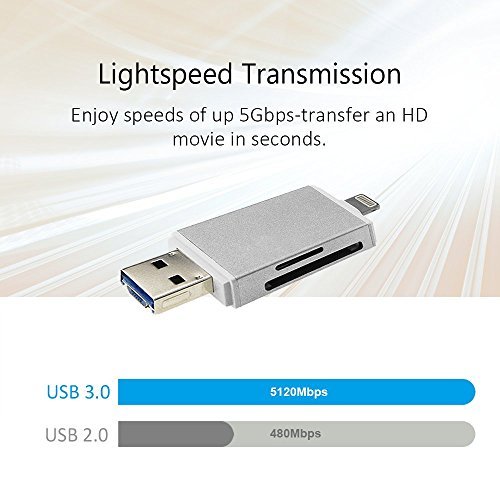 Lightspeed Transmission
Enjoy speeds of up 5Gbps-transfer an HD
movie in seconds.
USB 3.0 5120Mbps
USB 2.0 480Mbps